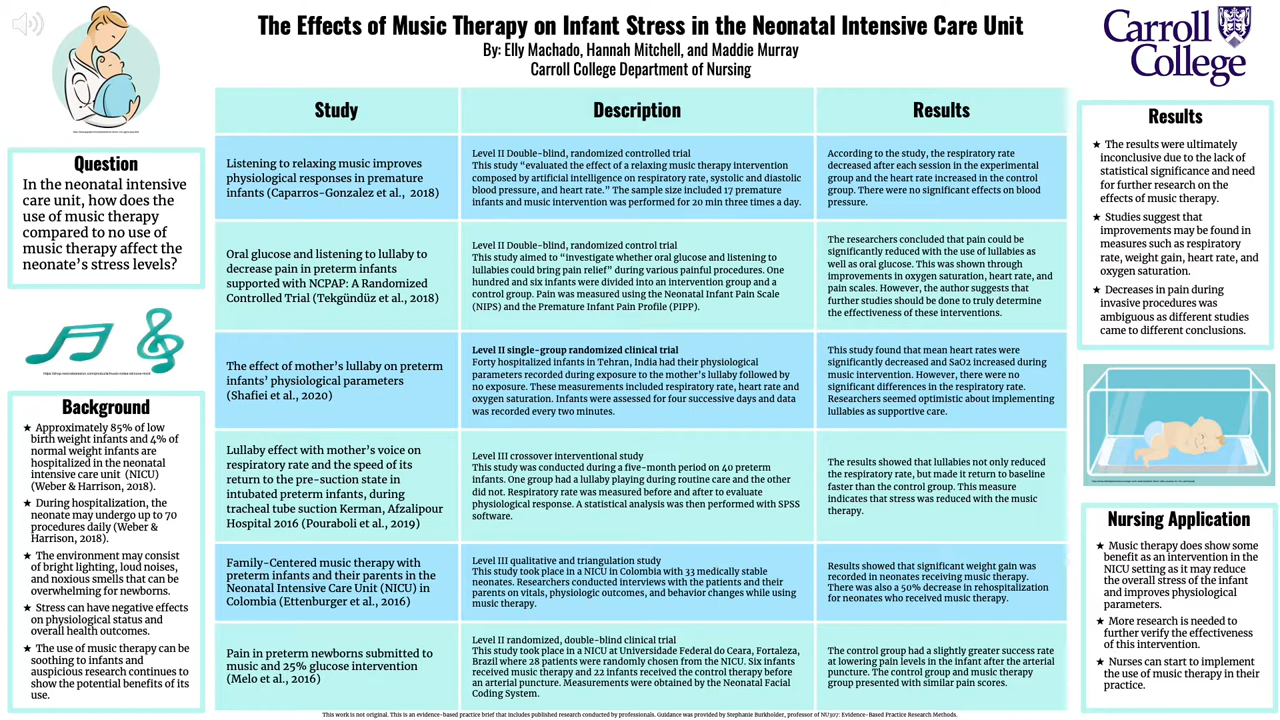 The Effects of Music Therapy on Infant Stress in the Neonatal Intensive Care Unit
By: Elly Machado, Hannah Mitchell, and Maddie Murray
Carroll College Department of Nursing
Carroll
College
Question
In the neonatal intensive
care unit, how does the
use of music therapy
compared to no use of
music therapy affect the
neonate's stress levels?
Background
★ Approximately 85% of low
birth weight infants and 4% of
normal weight infants are
hospitalized in the neonatal
intensive care unit (NICU)
(Weber & Harrison, 2018).
★ During hospitalization, the
neonate may undergo up to 70
procedures daily (Weber &
Harrison, 2018).
★ The environment may consist
of bright lighting, loud noises,
and noxious smells that can be
overwhelming for newborns.
★ Stress can have negative effects
on physiological status and
overall health outcomes.
★ The use of music therapy can be
soothing to infants and
auspicious research continues to
show the potential benefits of its
use.
Study
Description
Results
Listening to relaxing music improves
physiological responses in premature
infants (Caparros-Gonzalez et al., 2018)
Level II Double-blind, randomized controlled trial
This study "evaluated the effect of a relaxing music therapy intervention
composed by artificial intelligence on respiratory rate, systolic and diastolic
blood pressure, and heart rate." The sample size included 17 premature
infants and music intervention was performed for 20 min three times a day.
According to the study, the respiratory rate
decreased after each session in the experimental
group and the heart rate increased in the control
group. There were no significant effects on blood
pressure.
Oral glucose and listening to lullaby to
decrease pain in preterm infants
supported with NCPAP: A Randomized
Controlled Trial (Tekgündüz et al., 2018)
Level II Double-blind, randomized control trial
This study aimed to "investigate whether oral glucose and listening to
lullabies could bring pain relief" during various painful procedures. One
hundred and six infants were divided into an intervention group and a
control group. Pain was measured using the Neonatal Infant Pain Scale
(NIPS) and the Premature Infant Pain Profile (PIPP).
The researchers concluded that pain could be
significantly reduced with the use of lullabies as
well as oral glucose. This was shown through
improvements in oxygen saturation, heart rate, and
pain scales. However, the author suggests that
further studies should be done to truly determine
the effectiveness of these interventions.
The effect of mother's lullaby on preterm
infants' physiological parameters
(Shafiei et al., 2020)
Level II single-group randomized clinical trial
Forty hospitalized infants in Tehran, India had their physiological
parameters recorded during exposure to the mother's lullaby followed by
no exposure. These measurements included respiratory rate, heart rate and
oxygen saturation. Infants were assessed for four successive days and data
was recorded every two minutes.
This study found that mean heart rates were
significantly decreased and SaO2 increased during
music intervention. However, there were no
significant differences in the respiratory rate.
Researchers seemed optimistic about implementing
lullabies as supportive care.
Lullaby effect with mother's voice on
respiratory rate and the speed of its
return to the pre-suction state in
intubated preterm infants, during
tracheal tube suction Kerman, Afzalipour
Hospital 2016 (Pouraboli et al., 2019)
Level III crossover interventional study
This study was conducted during a five-month period on 40 preterm
infants. One group had a lullaby playing during routine care and the other
did not. Respiratory rate was measured before and after to evaluate
physiological response. A statistical analysis was then performed with SPSS
software.
The results showed that lullabies not only reduced
the respiratory rate, but made it return to baseline
faster than the control group. This measure
indicates that stress was reduced with the music
therapy.
Family-Centered music therapy with
preterm infants and their parents in the
Neonatal Intensive Care Unit (NICU) in
Colombia (Ettenburger et al., 2016)
Level III qualitative and triangulation study
This study took place in a NICU in Colombia with 33 medically stable
neonates. Researchers conducted interviews with the patients and their
parents on vitals, physiologic outcomes, and behavior changes while using
music therapy.
Results showed that significant weight gain was
recorded in neonates receiving music therapy.
There was also a 50% decrease in rehospitalization
for neonates who received music therapy.
Pain in preterm newborns submitted to
music and 25% glucose intervention
(Melo et al., 2016)
Level II randomized, double-blind clinical trial
This study took place in a NICU at Universidade Federal do Ceara, Fortaleza,
Brazil where 28 patients were randomly chosen from the NICU. Six infants
received music therapy and 22 infants received the control therapy before
an arterial puncture. Measurements were obtained by the Neonatal Facial
Coding System.
The control group had a slightly greater success rate
at lowering pain levels in the infant after the arterial
puncture. The control group and music therapy
group presented with similar pain scores.
Results
★ The results were ultimately
inconclusive due to the lack of
statistical significance and need
for further research on the
effects of music therapy.
★ Studies suggest that
improvements may be found in
measures such as respiratory
rate, weight gain, heart rate, and
oxygen saturation.
★ Decreases in pain during
invasive procedures was
ambiguous as different studies
came to different conclusions.
Nursing Application
★ Music therapy does show some
benefit as an intervention in the
NICU setting as it may reduce
the overall stress of the infant
and improves physiological
parameters.
★ More research is needed to
further verify the effectiveness
of this intervention.
★ Nurses can start to implement
the use of music therapy in their
practice.
This work is not original. This is an evidence-based practice brief that includes published research conducted by professionals. Guidance was provided by Stephanie Burkholder, professor of NU307: Evidence-Based Practice Research Methods.